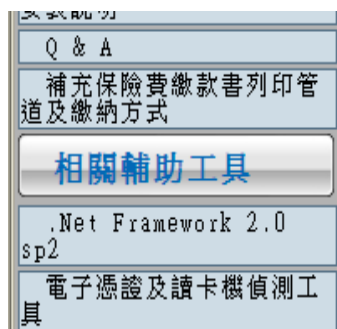 Q & A
補充保險費繳款書列印管
道及繳納方式
相關輔助工具
.Net Framework 2.0
sp2
電子憑證及讀卡機偵測工
具